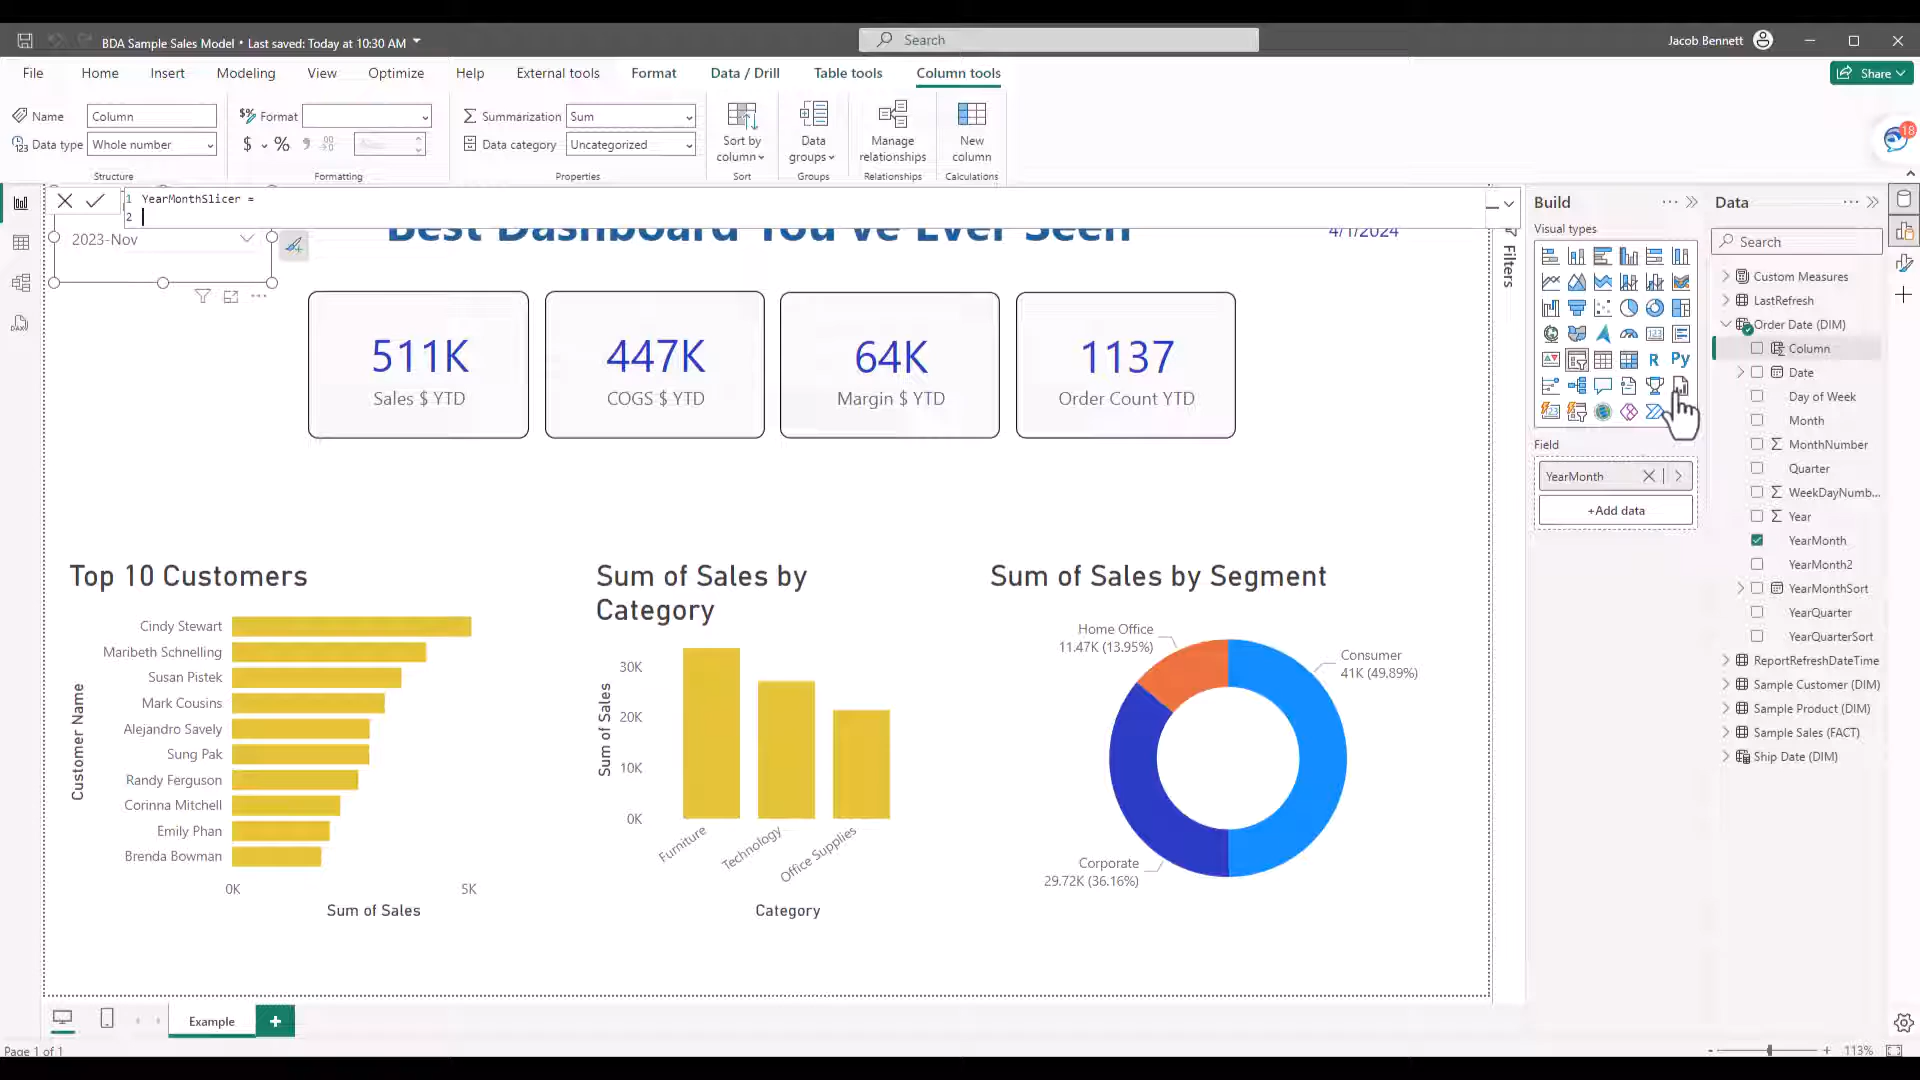 BDA Sample Sales Model • Last saved: Today at 10:30 AM
Search
Jacob Bennett
File
Home
Insert
Modeling
View
Optimize
Help
External tools
Format
Data / Drill
Table tools
Column tools
Share
Name
Column
Data type
Whole number
Structure
Format
$ %
Formatting
Summarization
Sum
Data category
Uncategorized
Properties
Sort by
column
Sort
Data
groups
Groups
Manage
relationships
Relationships
New
column
Calculations
18
1 YearMonthSlicer =
2
2023-Nov
Best Dashboard You've Ever Seen
4/1/2024
511K
Sales $ YTD
447K
COGS $ YTD
64K
Margin $ YTD
1137
Order Count YTD
Top 10 Customers
Customer Name
Cindy Stewart
Maribeth Schnelling
Susan Pistek
Mark Cousins
Alejandro Savely
Sung Pak
Randy Ferguson
Corinna Mitchell
Emily Phan
Brenda Bowman
0K
5K
Sum of Sales
Sum of Sales by
Category
Sum of Sales
30K
20K
10K
0K
Furniture
Technology
Office Supplies
Category
Sum of Sales by Segment
Home Office
11.47K (13.95%)
Consumer
41K (49.89%)
Corporate
29.72K (36.16%)
Filters
Build
Visual types
R
Py
123
Field
YearMonth
+Add data
Data
Search
Custom Measures
LastRefresh
Order Date (DIM)
Column
Date
Day of Week
Month
MonthNumber
Quarter
WeekDayNumb...
Year
YearMonth
YearMonth2
YearMonthSort
YearQuarter
YearQuarterSort
ReportRefreshDateTime
Sample Customer (DIM)
Sample Product (DIM)
Sample Sales (FACT)
Ship Date (DIM)
Example
Page 1 of 1
- + 113%